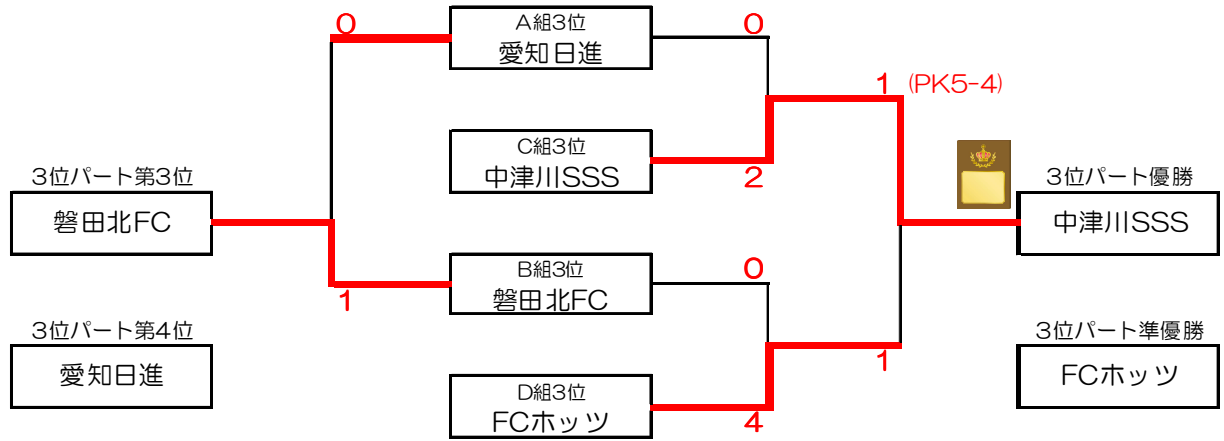 0
A組3位
愛知日進
0
1
(PK5-4)
C組3位
中津川SSS
2
3位パート第3位
磐田北FC
3位パート優勝
中津川SSS
1
B組3位
磐田北FC
0
3位パート第4位
愛知日進
3位パート準優勝
FCホッツ
1
D組3位
FCホッツ
4